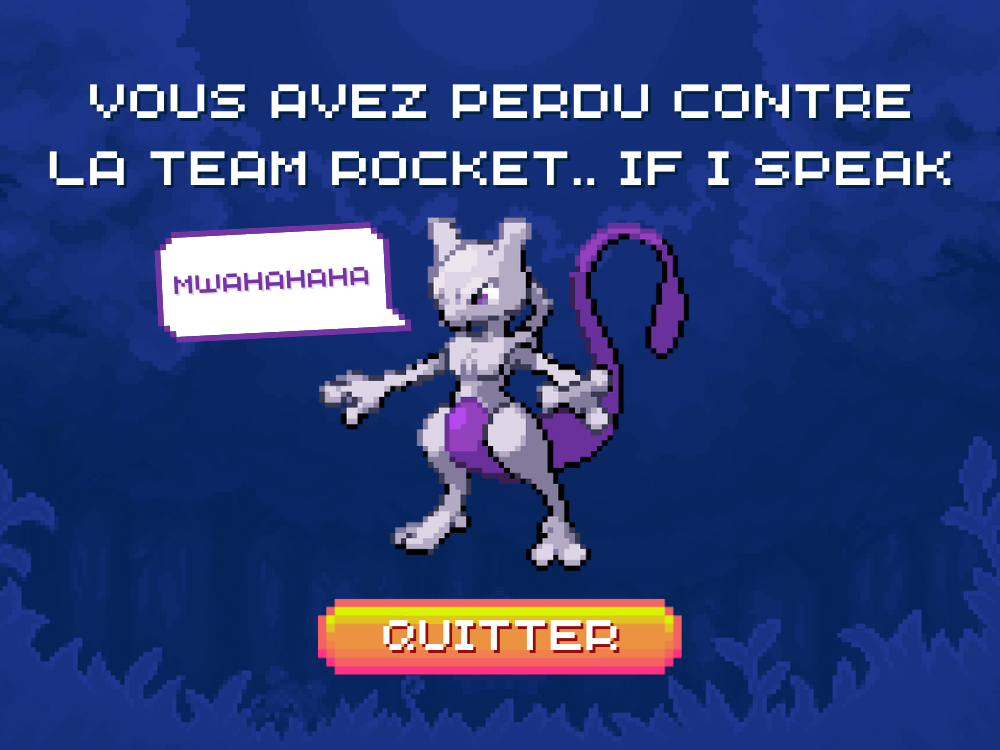 VOUS AVEZ PERDU CONTRE
LA TEAM ROCKET.. IF I SPEAK
MWAHAHAHA
QUITTER